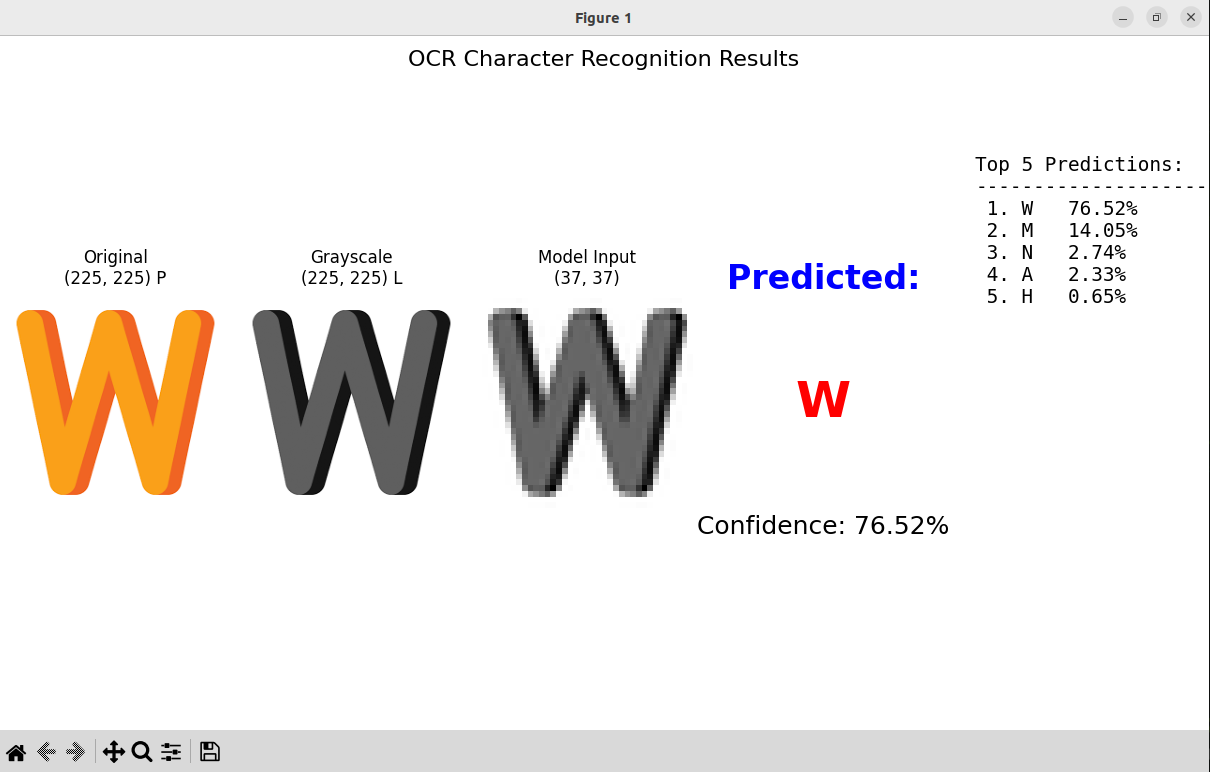 Figure 1
OCR Character Recognition Results
Original
(225, 225) P
W
Grayscale
(225, 225) L
W
Model Input
(37, 37)
W
Predicted:
W
Confidence: 76.52%
Top 5 Predictions:
--------------------
1. W 76.52%
2. M 14.05%
3. N 2.74%
4. A 2.33%
5. H 0.65%